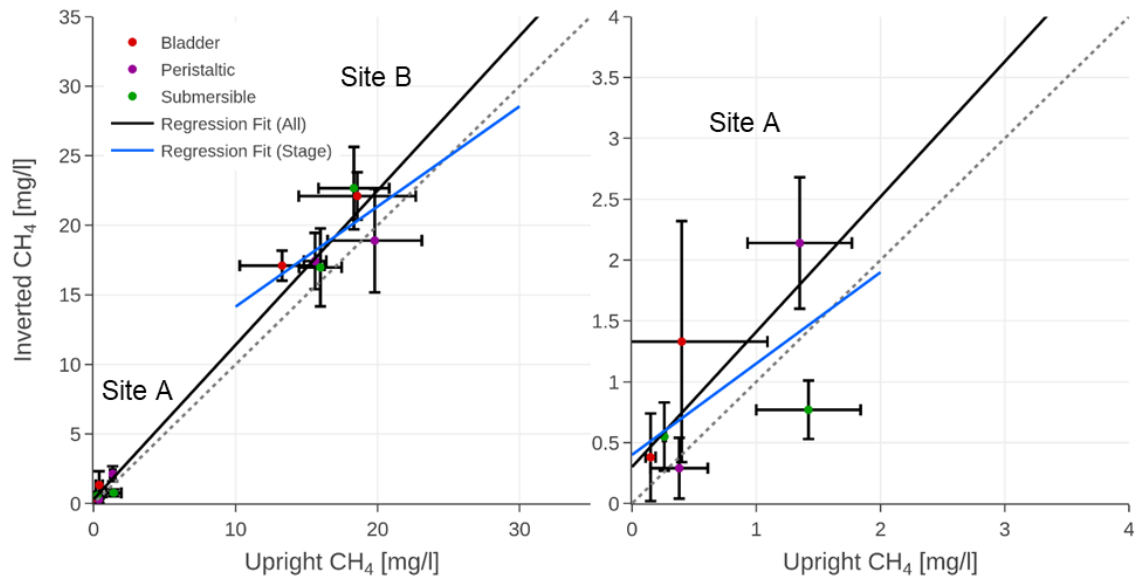 35
30
25
20
15
10
5
0
Inverted CH₄ [mg/l]
Bladder
Peristaltic
Submersible
Regression Fit (All)
Regression Fit (Stage)
Site B
Site A
0
10
20
30
Upright CH₄ [mg/l]
4
3.5
3
2.5
2
1.5
1
0.5
0
Site A
0
1
2
3
4
Upright CH₄ [mg/l]